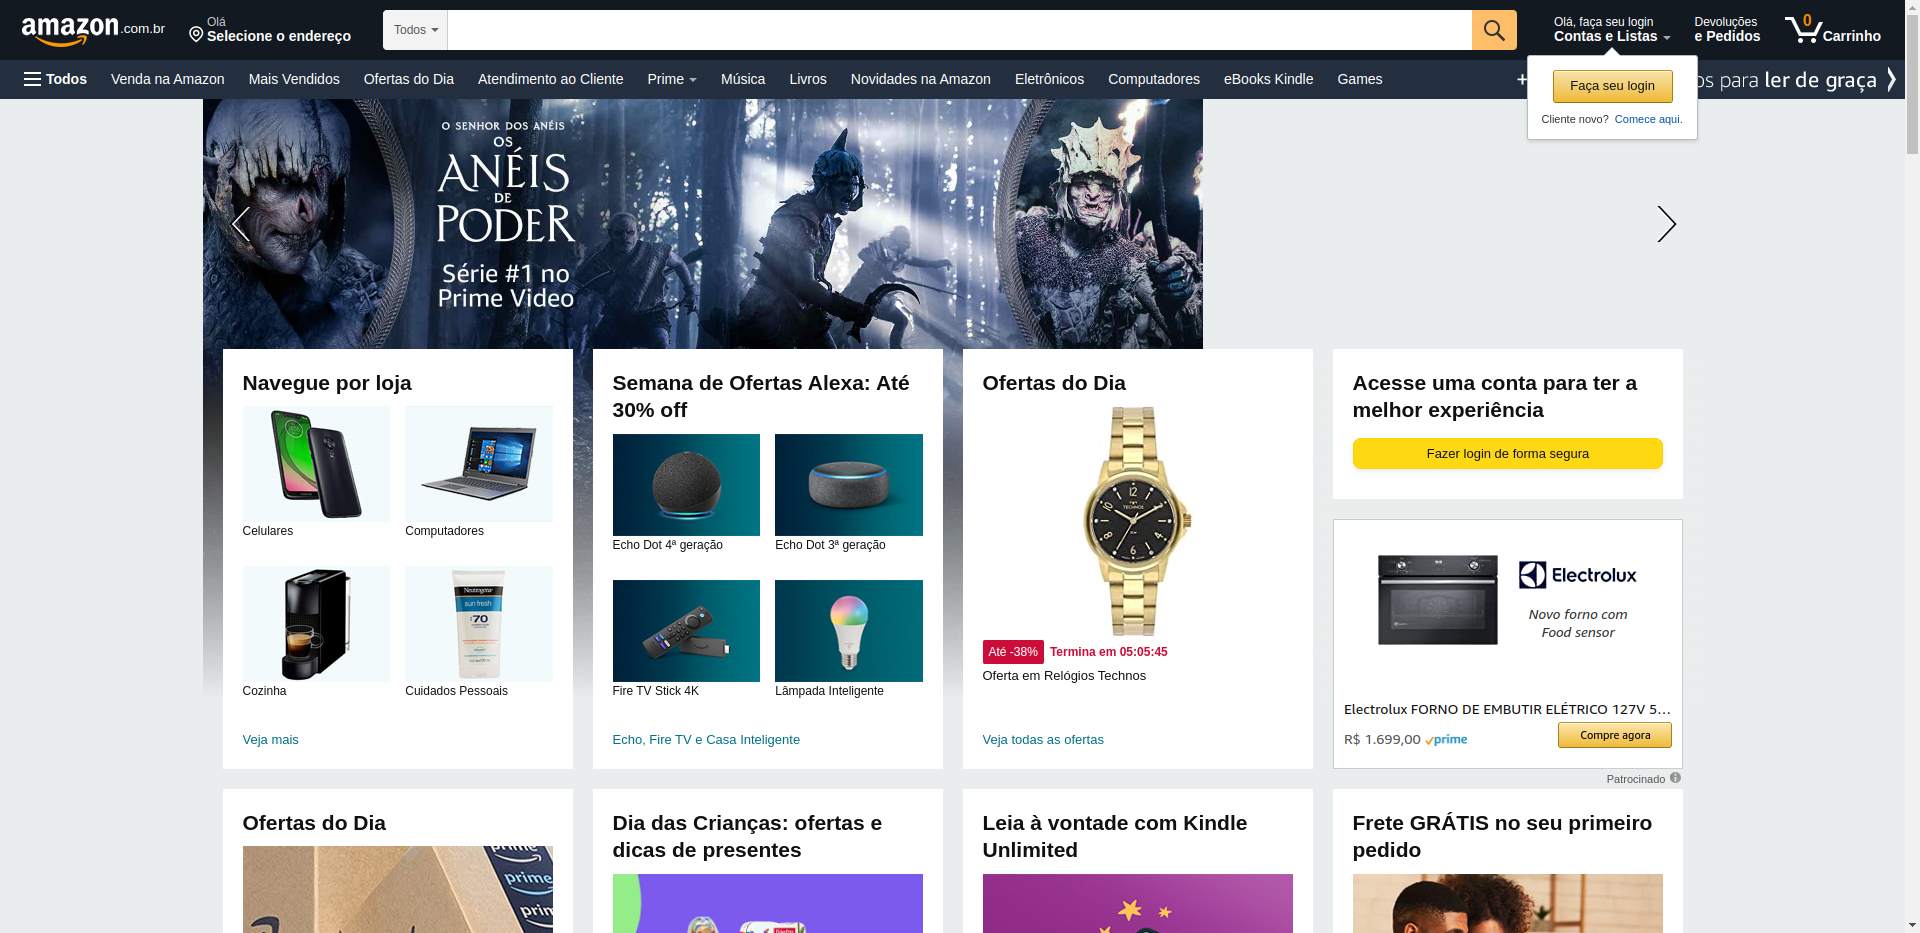 amazon.com.br
Olá
Selecione o endereço
Todos
Olá, faça seu login
Contas e Listas
Devoluções
e Pedidos
0
Carrinho
Todos
Venda na Amazon
Mais Vendidos
Ofertas do Dia
Atendimento ao Cliente
Prime
Música
Livros
Novidades na Amazon
Eletrônicos
Computadores
eBooks Kindle
Games
+
para ler de graça
Faça seu login
Cliente novo? Comece aqui.
O SENHOR DOS ANÉIS
OS
ANÉIS
DE
PODER
Série #1 no
Prime Video
Navegue por loja
Celulares
Computadores
Neutrogena
sun fresh
70
Cozinha
Cuidados Pessoais
Veja mais
Semana de Ofertas Alexa: Até
30% off
Echo Dot 4ª geração
Echo Dot 3ª geração
Fire TV Stick 4K
Lâmpada Inteligente
Echo, Fire TV e Casa Inteligente
Ofertas do Dia
12
TECHNOS
6
Até -38%
Termina em 05:05:45
Oferta em Relógios Technos
Veja todas as ofertas
Acesse uma conta para ter a
melhor experiência
Fazer login de forma segura
Electrolux
Novo forno com
Food sensor
Electrolux FORNO DE EMBUTIR ELÉTRICO 127V 5...
R$ 1.699,00 prime
Compre agora
Patrocinado
Ofertas do Dia
prime
Dia das Crianças: ofertas e
dicas de presentes
Leia à vontade com Kindle
Unlimited
Frete GRÁTIS no seu primeiro
pedido